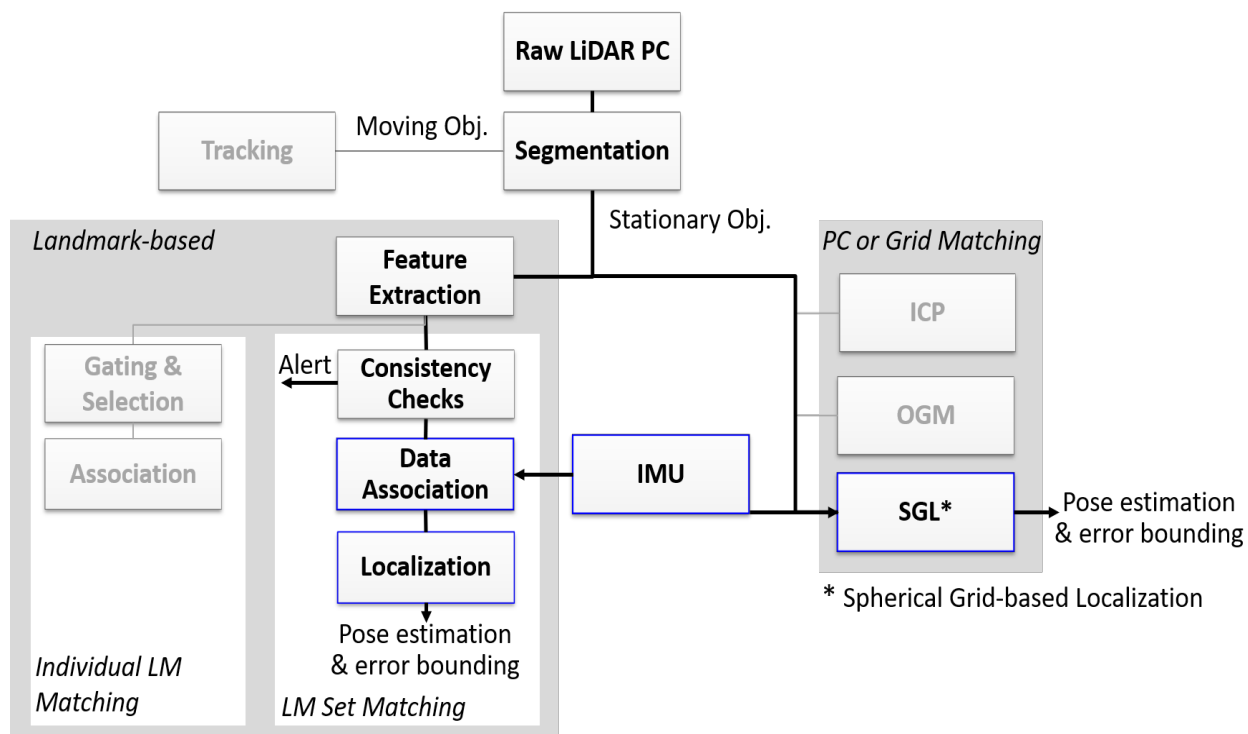 Raw LiDAR PC
Moving Obj.
Tracking
Segmentation
Stationary Obj.
Landmark-based
Feature
Extraction
PC or Grid Matching
ICP
Gating &
Selection
Alert
Consistency
Checks
OGM
Association
Data
Association
IMU
SGL*
Pose estimation
& error bounding
Localization
* Spherical Grid-based Localization
Pose estimation
& error bounding
Individual LM
Matching
LM Set Matching